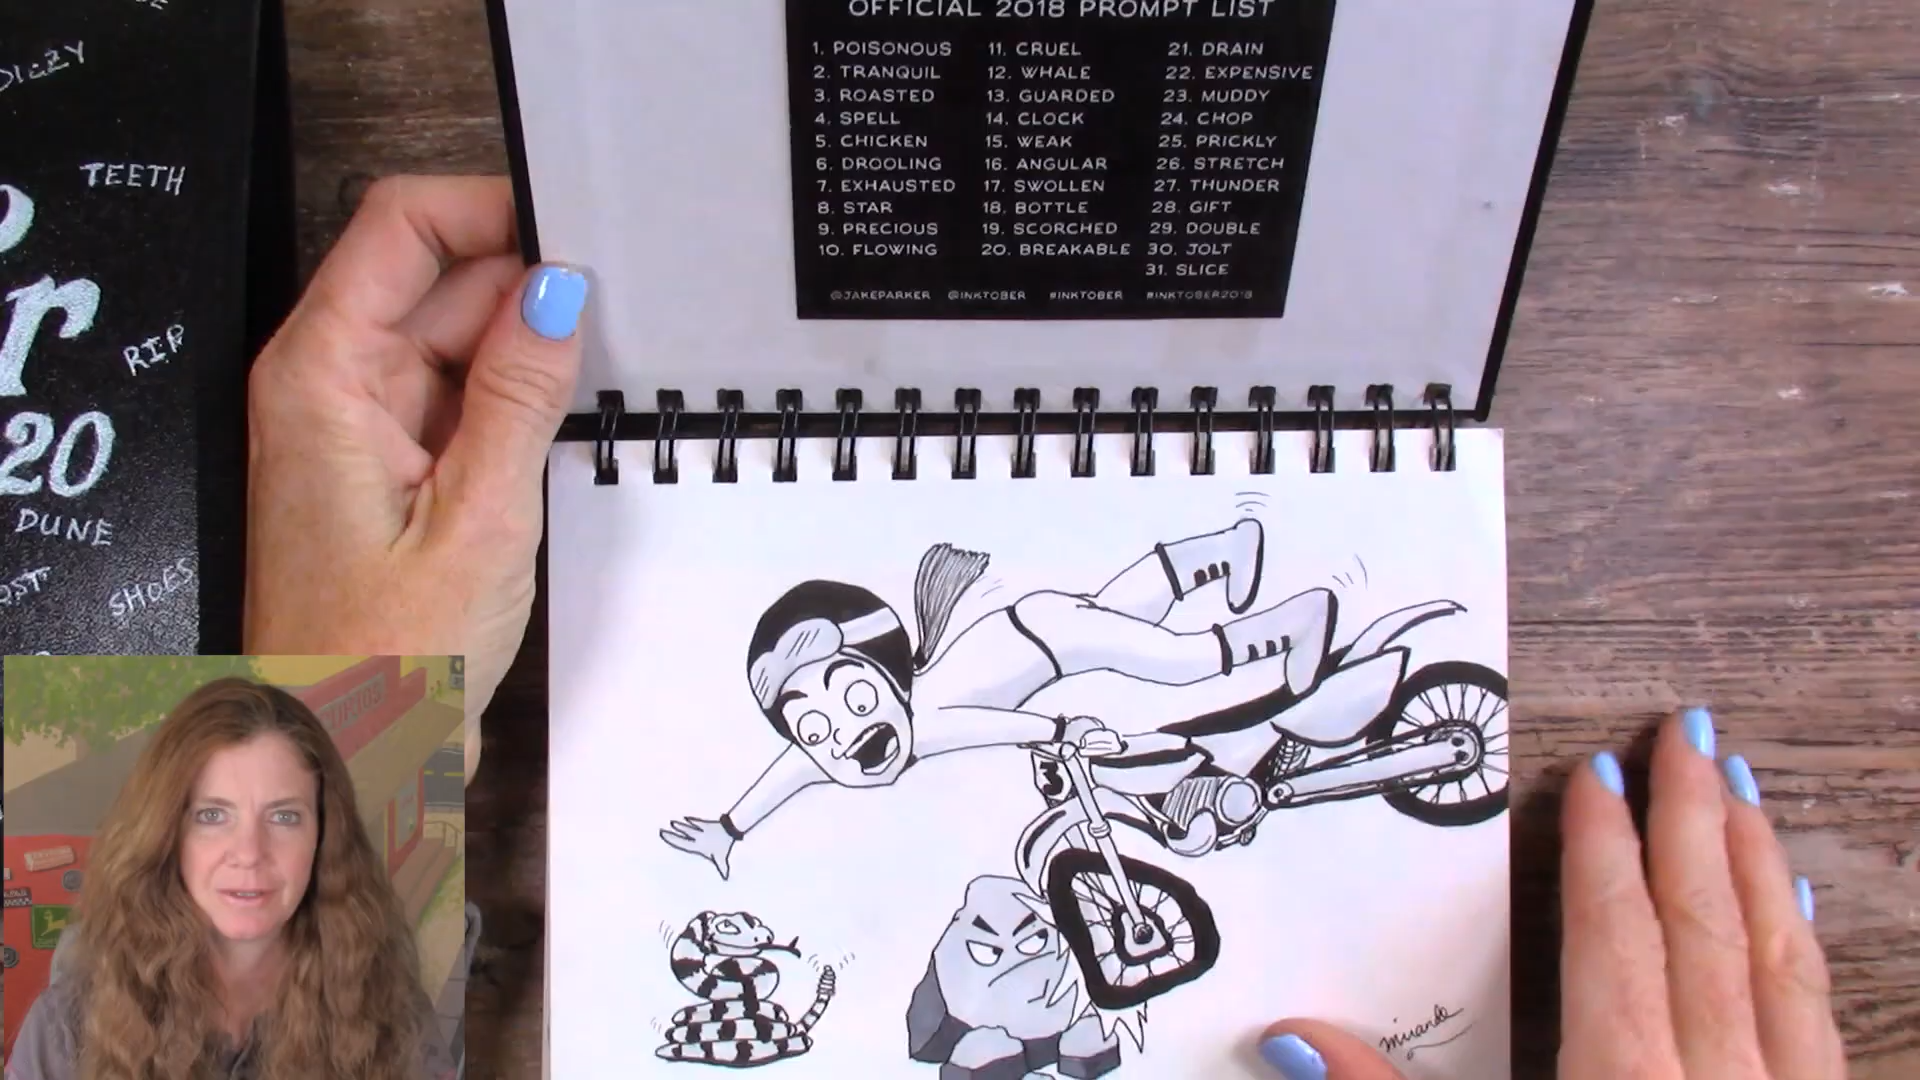 OFFICIAL 2018 PROMPT LIST
1. POISONOUS
2. TRANQUIL
3. ROASTED
4. SPELL
5. CHICKEN
6. DROOLING
7. EXHAUSTED
8. STAR
9. PRECIOUS
10. FLOWING
11. CRUEL
12. WHALE
13. GUARDED
14. CLOCK
15. WEAK
16. ANGULAR
17. SWOLLEN
18. BOTTLE
19. SCORCHED
20. BREAKABLE
21. DRAIN
22. EXPENSIVE
23. MUDDY
24. CHOP
25. PRICKLY
26. STRETCH
27. THUNDER
28. GIFT
29. DOUBLE
30. JOLT
31. SLICE
@JAKEPARKER @INKTOBER #INKTOBER #INKTOBER2018
DIZZY
TEETH
r
RIP
20
DUNE
SHOES
3
CURIOS